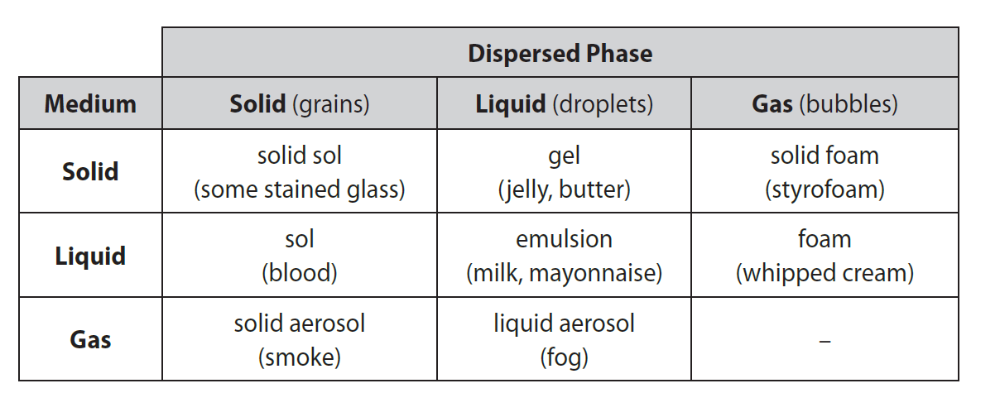 Dispersed Phase
Medium
Solid (grains)
Liquid (droplets)
Gas (bubbles)
Solid
solid sol
(some stained glass)
gel
(jelly, butter)
solid foam
(styrofoam)
Liquid
sol
(blood)
emulsion
(milk, mayonnaise)
foam
(whipped cream)
Gas
solid aerosol
(smoke)
liquid aerosol
(fog)
–